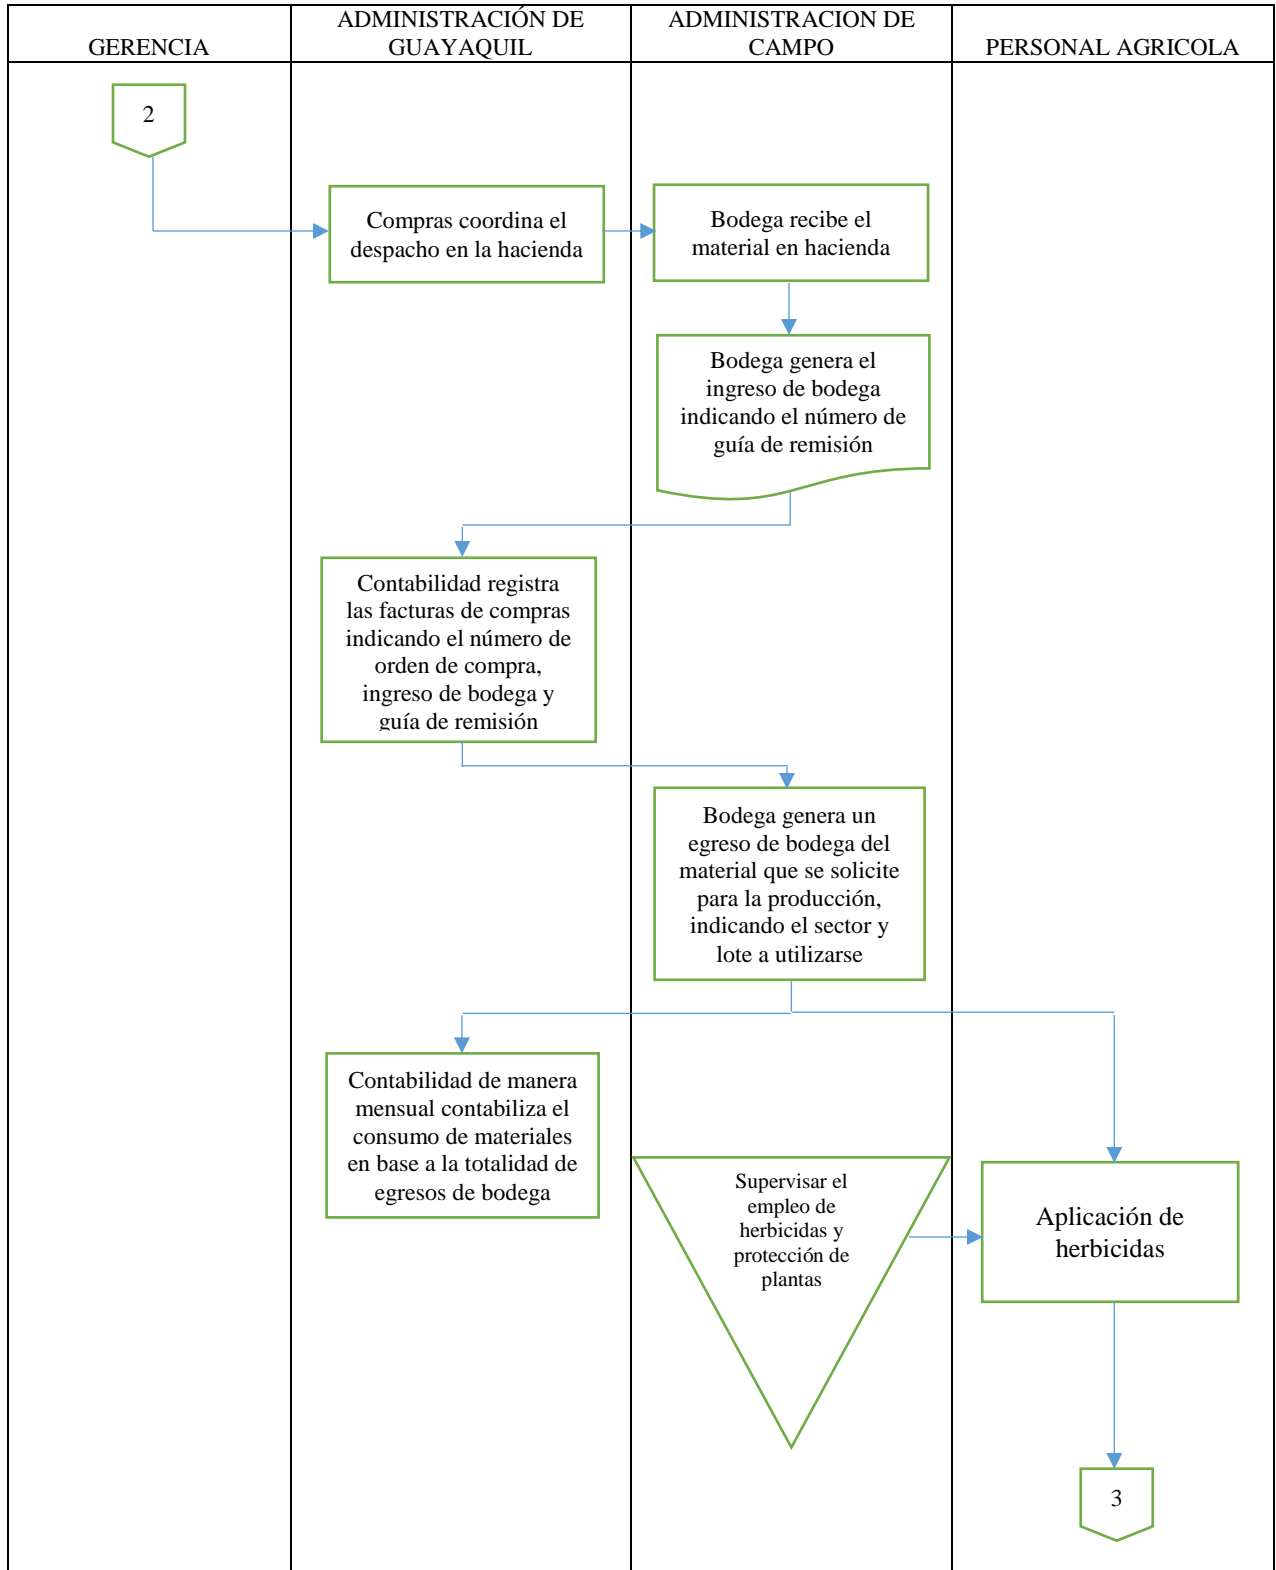 GERENCIA
ADMINISTRACIÓN DE
GUAYAQUIL
ADMINISTRACION DE
CAMPO
PERSONAL AGRICOLA
2
Compras coordina el
despacho en la hacienda
Bodega recibe el
material en hacienda
Bodega genera el
ingreso de bodega
indicando el número de
guía de remisión
Contabilidad registra
las facturas de compras
indicando el número de
orden de compra,
ingreso de bodega y
guía de remisión
Bodega genera un
egreso de bodega del
material que se solicite
para la producción,
indicando el sector y
lote a utilizarse
Contabilidad de manera
mensual contabiliza el
consumo de materiales
en base a la totalidad de
egresos de bodega
Supervisar el
empleo de
herbicidas y
protección de
plantas
Aplicación de
herbicidas
3